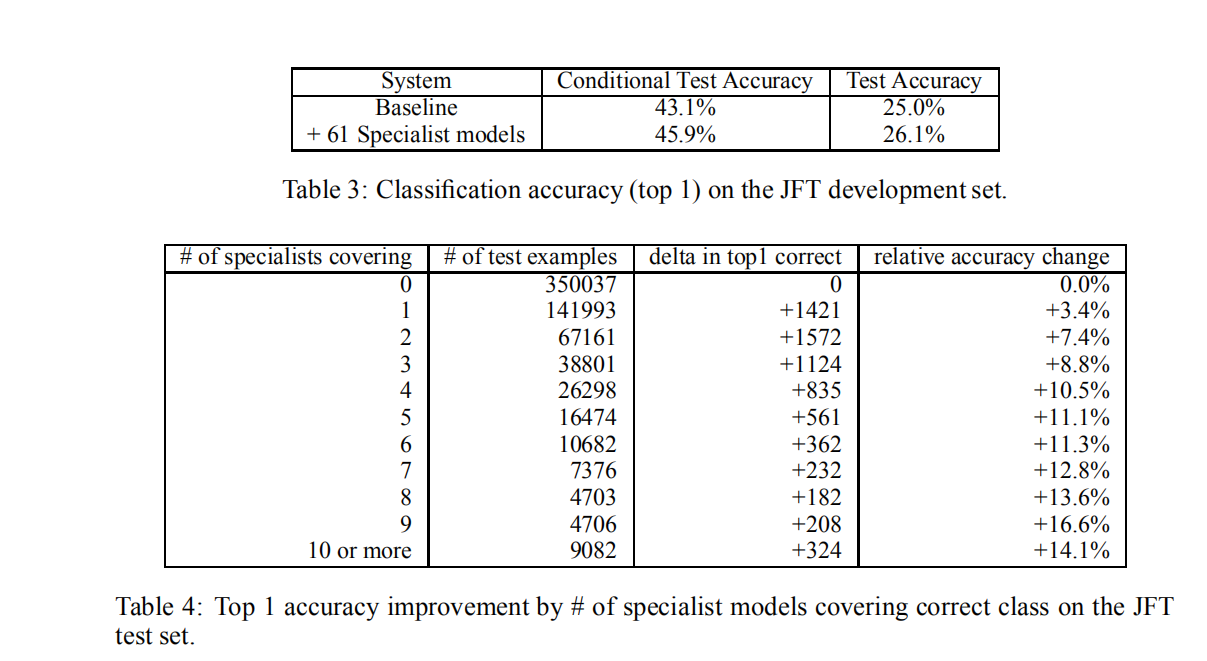 System Conditional Test Accuracy Test Accuracy
Baseline 43.1% 25.0%
+ 61 Specialist models 45.9% 26.1%
Table 3: Classification accuracy (top 1) on the JFT development set.
# of specialists covering # of test examples delta in top1 correct relative accuracy change
0 350037 0 0.0%
1 141993 +1421 +3.4%
2 67161 +1572 +7.4%
3 38801 +1124 +8.8%
4 26298 +835 +10.5%
5 16474 +561 +11.1%
6 10682 +362 +11.3%
7 7376 +232 +12.8%
8 4703 +182 +13.6%
9 4706 +208 +16.6%
10 or more 9082 +324 +14.1%
Table 4: Top 1 accuracy improvement by # of specialist models covering correct class on the JFT
test set.